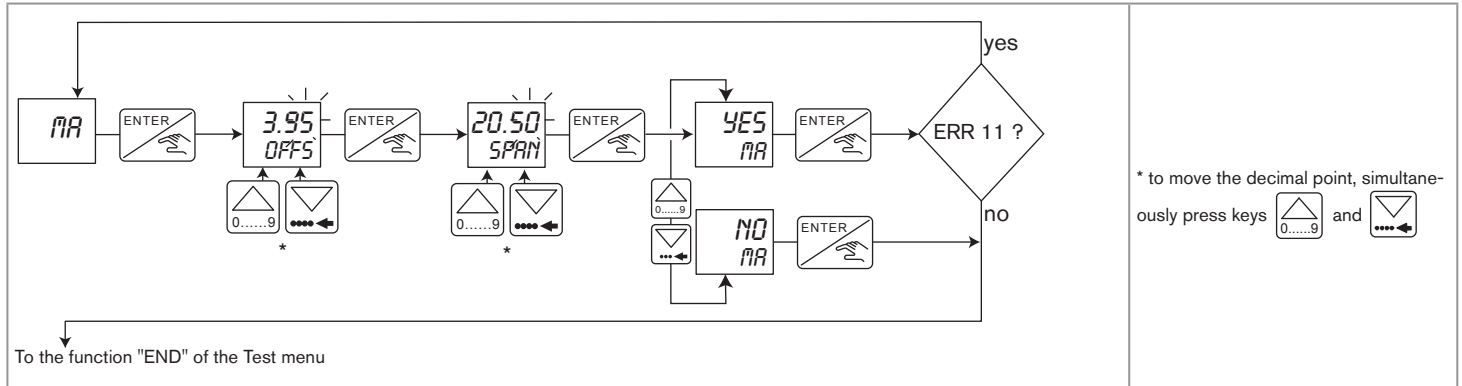 yes
MA
ENTER
3.95
OFFS
ENTER
20.50
SPAN
ENTER
YES
MA
ENTER
ERR 11 ?
0......9
0......9
0......9
*
*
NO
MA
ENTER
no
To the function "END" of the Test menu
* to move the decimal point, simultane-
ously press keys 0......9 and